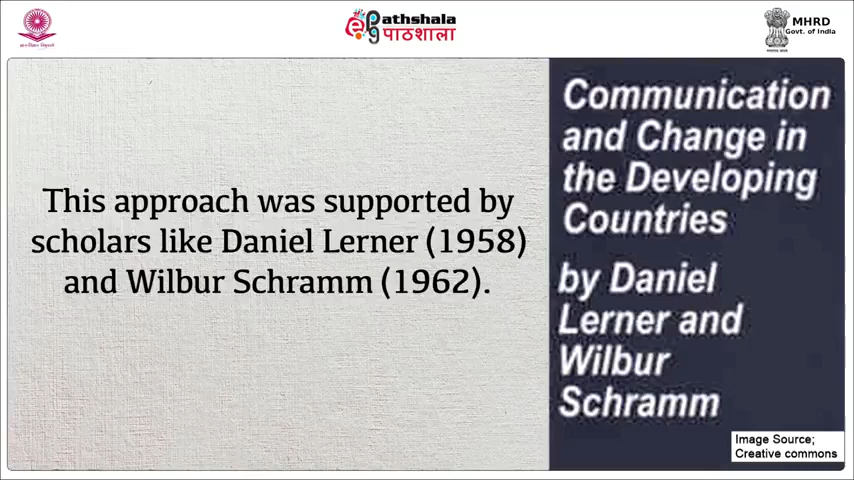 ePathshala
पाठशाला
MHRD
Govt. of India
This approach was supported by
scholars like Daniel Lerner (1958)
and Wilbur Schramm (1962).
Communication
and Change in
the Developing
Countries
by Daniel
Lerner and
Wilbur
Schramm
Image Source;
Creative commons